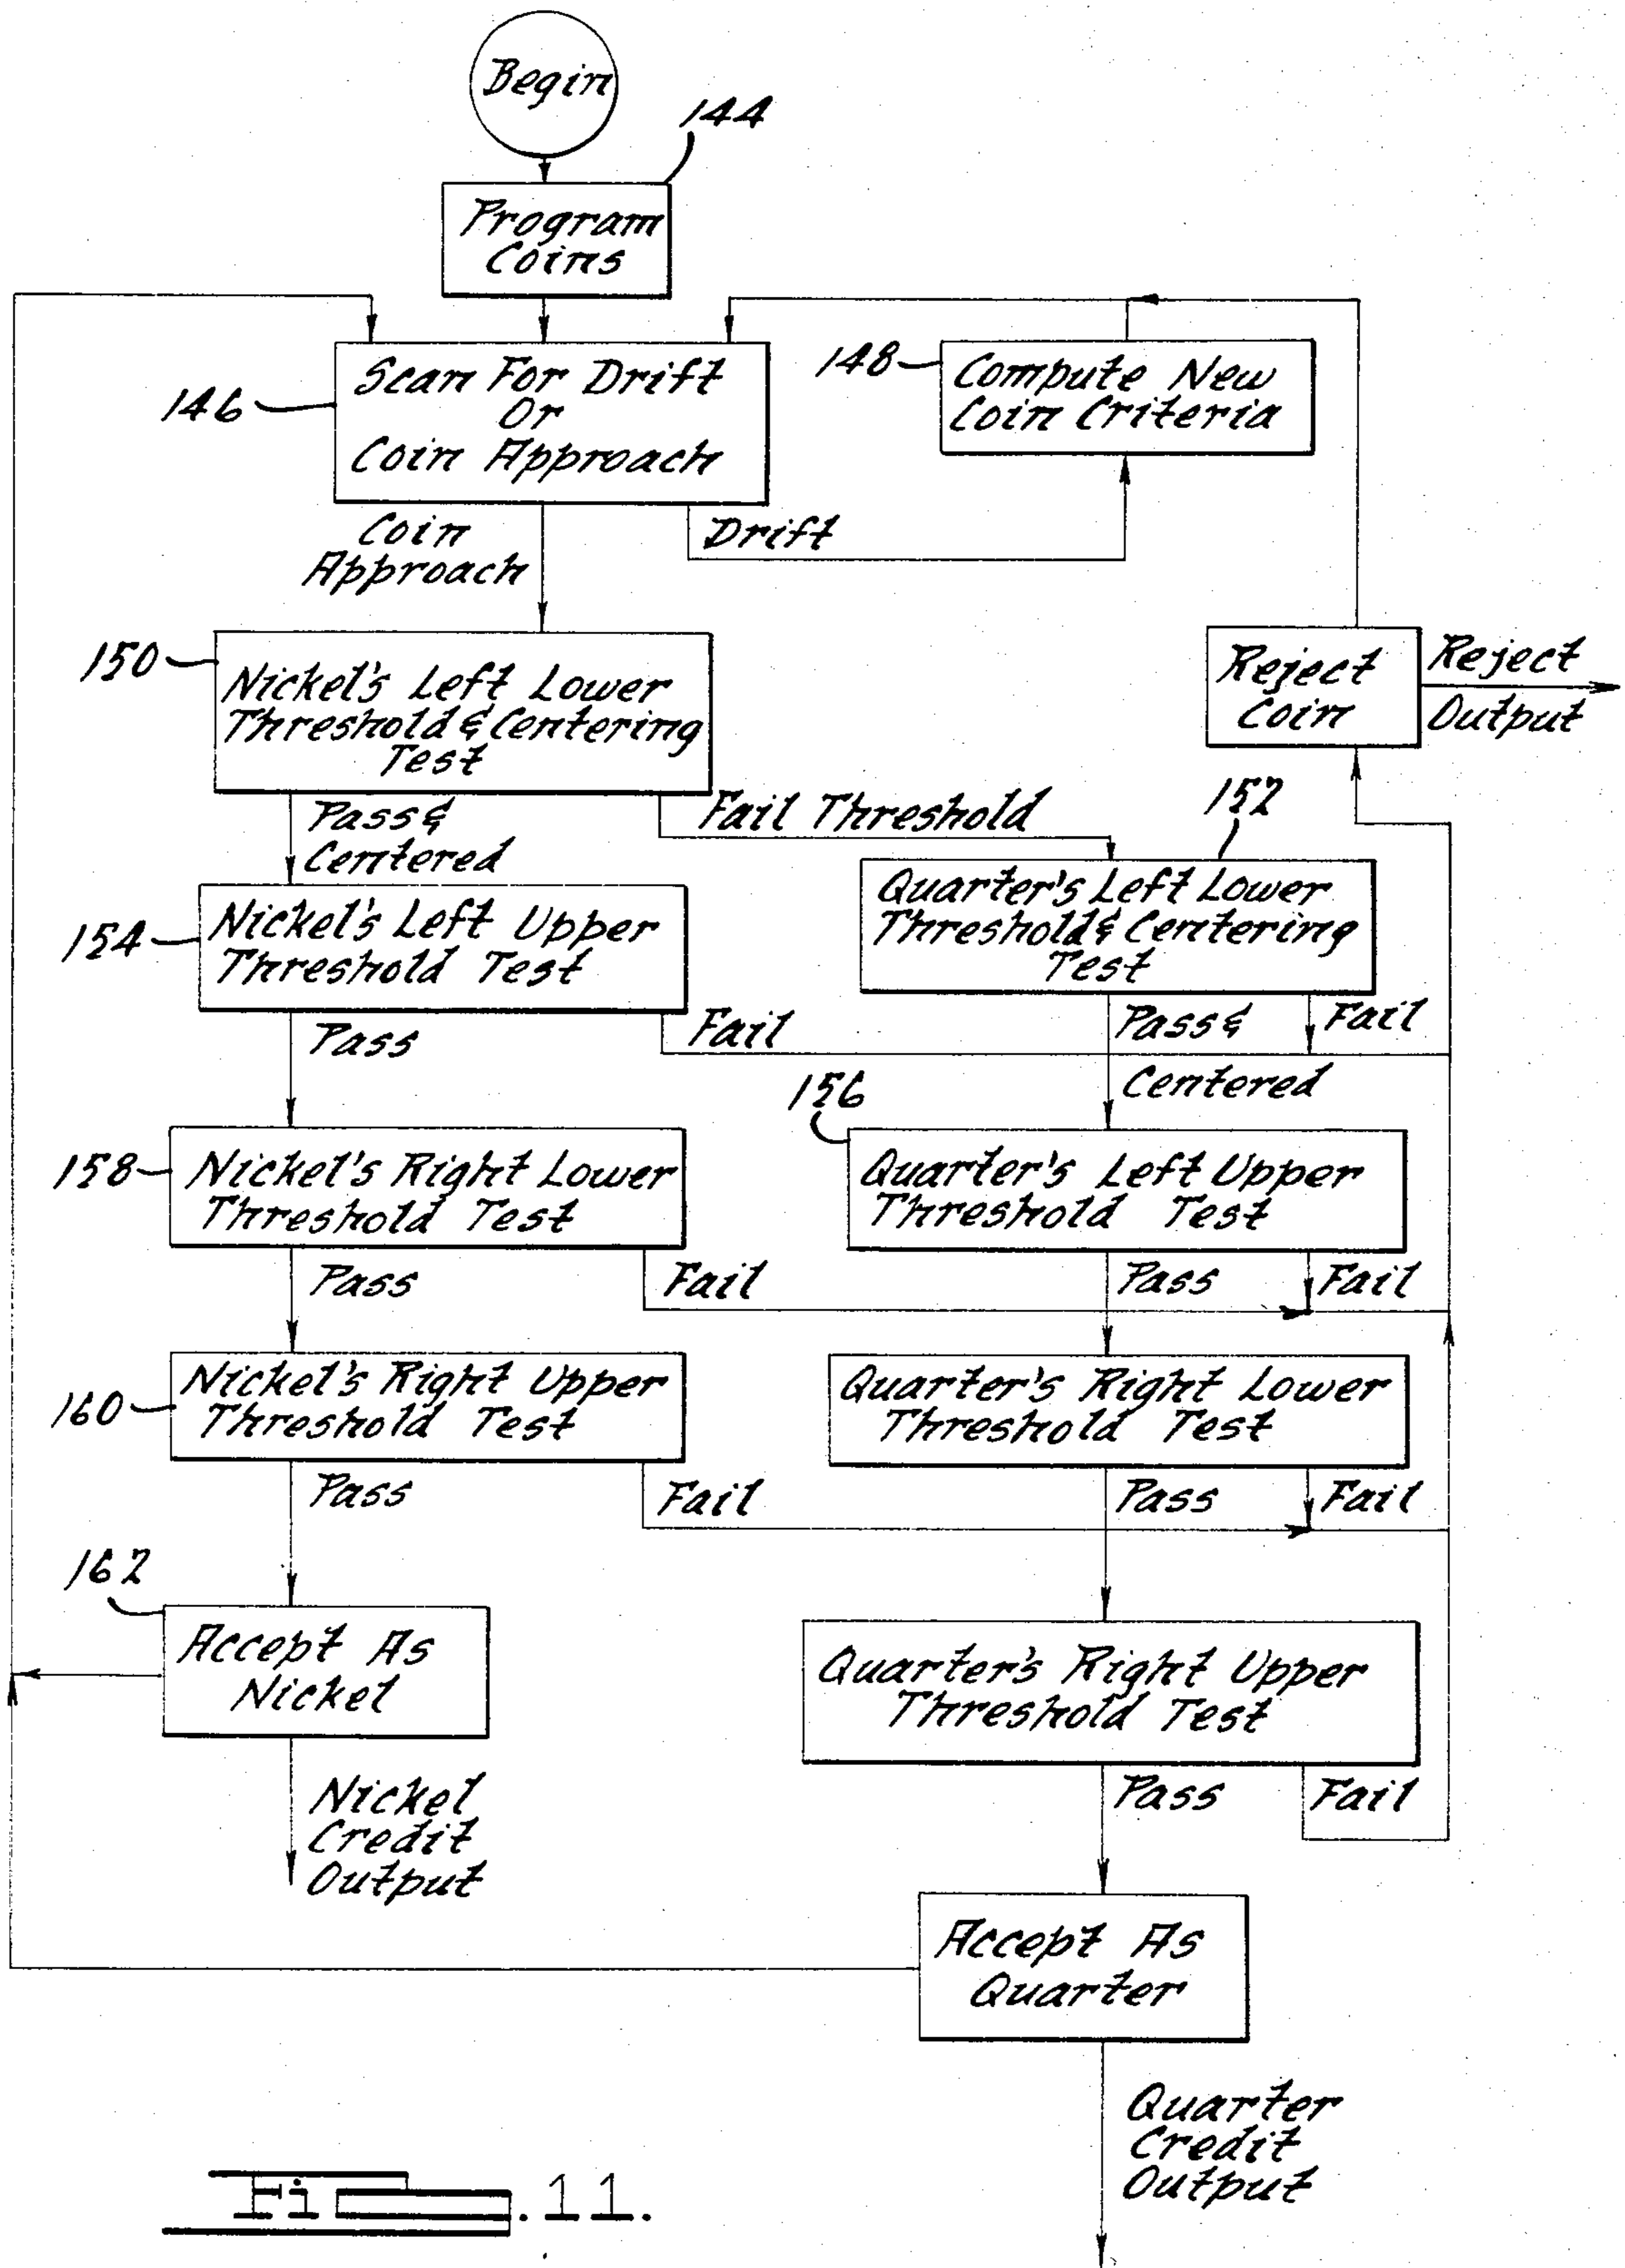 Begin
144
Program
Coins
146
Scan For Drift
Or
Coin Approach
148
Compute New
Coin Criteria
Coin
Approach
Drift
150
Nickel's Left Lower
Threshold & Centering
Test
Reject
Coin
Reject
Output
Pass &
Centered
Fail Threshold
152
154
Nickel's Left Upper
Threshold Test
Quarter's Left Lower
Threshold & Centering
Test
Pass
Fail
Pass &
Centered
Fail
156
158
Nickel's Right Lower
Threshold Test
Quarter's Left Upper
Threshold Test
Pass
Fail
Pass
Fail
160
Nickel's Right Upper
Threshold Test
Quarter's Right Lower
Threshold Test
Pass
Fail
Pass
Fail
162
Accept As
Nickel
Quarter's Right Upper
Threshold Test
Nickel
Credit
Output
Pass
Fail
Accept As
Quarter
Quarter
Credit
Output
Fig. 11.